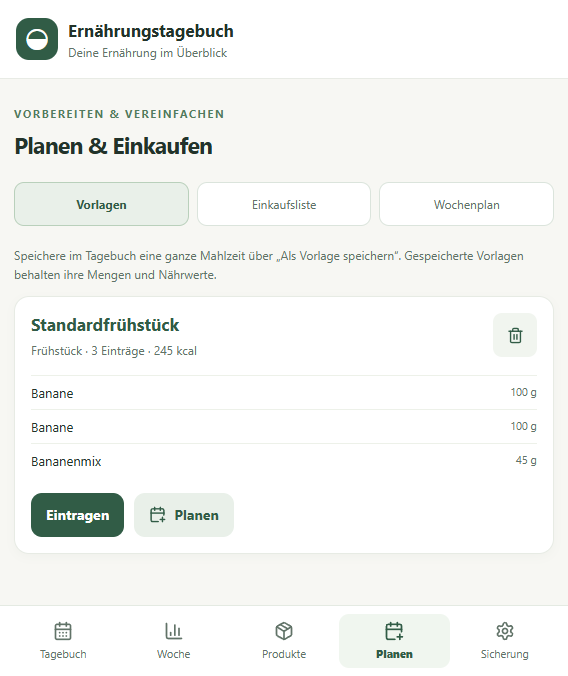 Ernährungstagebuch
Deine Ernährung im Überblick
VORBEREITEN & VEREINFACHEN
Planen & Einkaufen
Vorlagen
Einkaufsliste
Wochenplan
Speichere im Tagebuch eine ganze Mahlzeit über „Als Vorlage speichern“. Gespeicherte Vorlagen
behalten ihre Mengen und Nährwerte.
Standardfrühstück
Frühstück · 3 Einträge · 245 kcal
Banane 100 g
Banane 100 g
Bananenmix 45 g
Eintragen
Planen
Tagebuch
Woche
Produkte
Planen
Sicherung